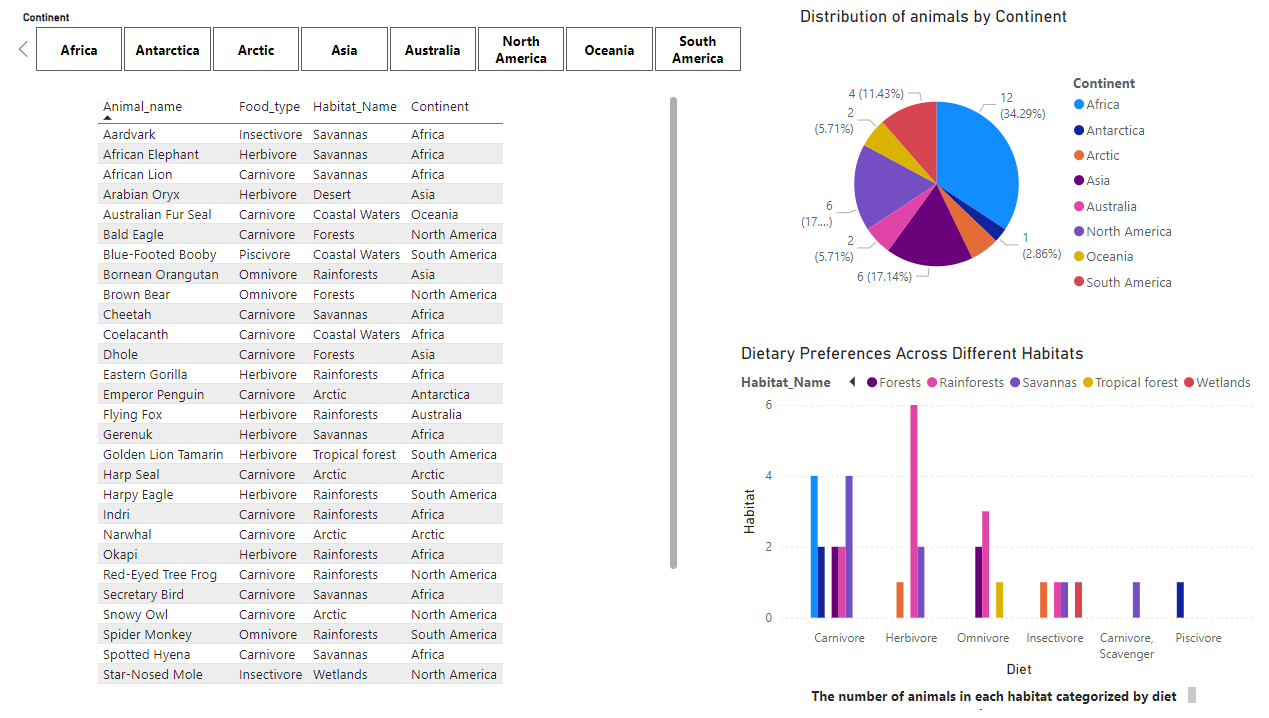 Continent
Africa
Antarctica
Arctic
Asia
Australia
North America
Oceania
South America
Animal_name Food_type Habitat_Name Continent
Aardvark Insectivore Savannas Africa
African Elephant Herbivore Savannas Africa
African Lion Carnivore Savannas Africa
Arabian Oryx Herbivore Desert Asia
Australian Fur Seal Carnivore Coastal Waters Oceania
Bald Eagle Carnivore Forests North America
Blue-Footed Booby Piscivore Coastal Waters South America
Bornean Orangutan Omnivore Rainforests Asia
Brown Bear Omnivore Forests North America
Cheetah Carnivore Savannas Africa
Coelacanth Carnivore Coastal Waters Africa
Dhole Carnivore Forests Asia
Eastern Gorilla Herbivore Rainforests Africa
Emperor Penguin Carnivore Arctic Antarctica
Flying Fox Herbivore Rainforests Australia
Gerenuk Herbivore Savannas Africa
Golden Lion Tamarin Herbivore Tropical forest South America
Harp Seal Carnivore Arctic Arctic
Harpy Eagle Herbivore Rainforests South America
Indri Carnivore Rainforests Africa
Narwhal Carnivore Arctic Arctic
Okapi Herbivore Rainforests Africa
Red-Eyed Tree Frog Carnivore Rainforests North America
Secretary Bird Carnivore Savannas Africa
Snowy Owl Carnivore Arctic North America
Spider Monkey Omnivore Rainforests South America
Spotted Hyena Carnivore Savannas Africa
Star-Nosed Mole Insectivore Wetlands North America
Distribution of animals by Continent
12
(34.29%)
1
(2.86%)
6 (17.14%)
2
(5.71%)
6
(17....)
2
(5.71%)
4 (11.43%)
Continent
Africa
Antarctica
Arctic
Asia
Australia
North America
Oceania
South America
Dietary Preferences Across Different Habitats
Habitat_Name Forests Rainforests Savannas Tropical forest Wetlands
6
4
2
0
Habitat
Carnivore Herbivore Omnivore Insectivore Carnivore, Piscivore
Scavenger
Diet
The number of animals in each habitat categorized by diet